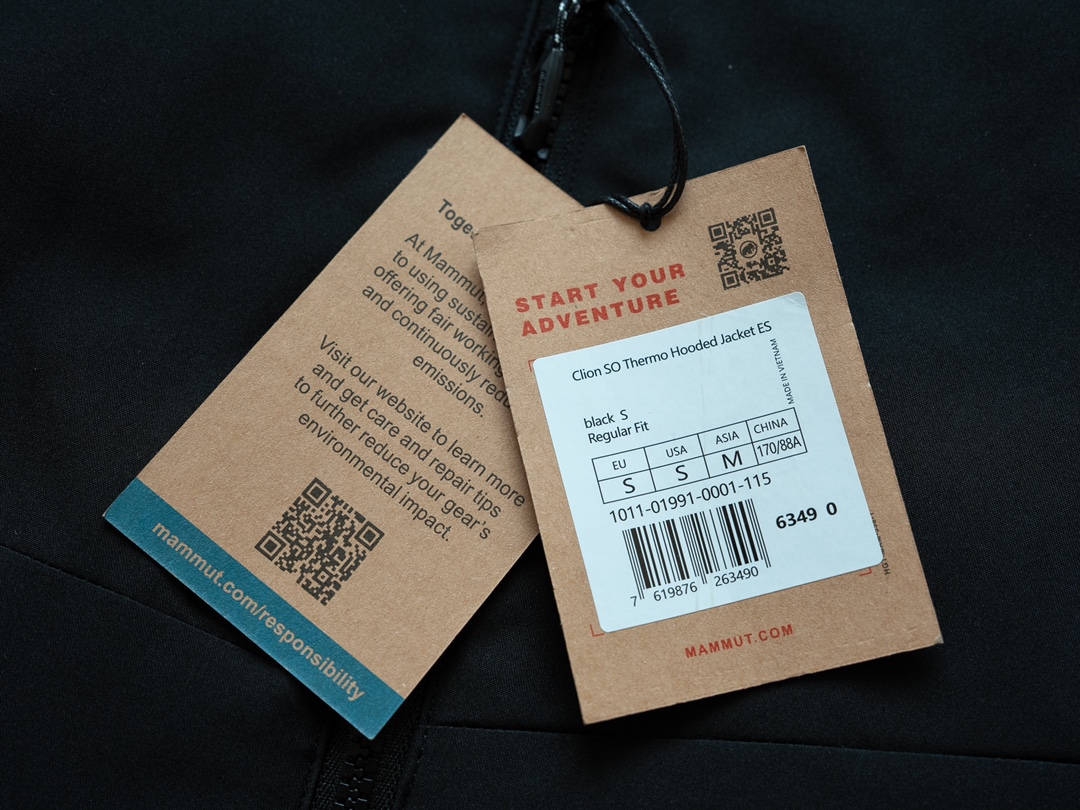 Toge
At Mammut
to using sustai
offering fair working
and continuously redu
emissions.
Visit our website to learn more
and get care and repair tips
to further reduce your gear's
environmental impact.
mammut.com/responsibility
START YOUR
ADVENTURE
Clion SO Thermo Hooded Jacket ES
MADE IN VIETNAM
black S
Regular Fit
EU USA ASIA CHINA
S S M 170/88A
1011-01991-0001-115
6349 0
7 619876 263490
MAMMUT.COM